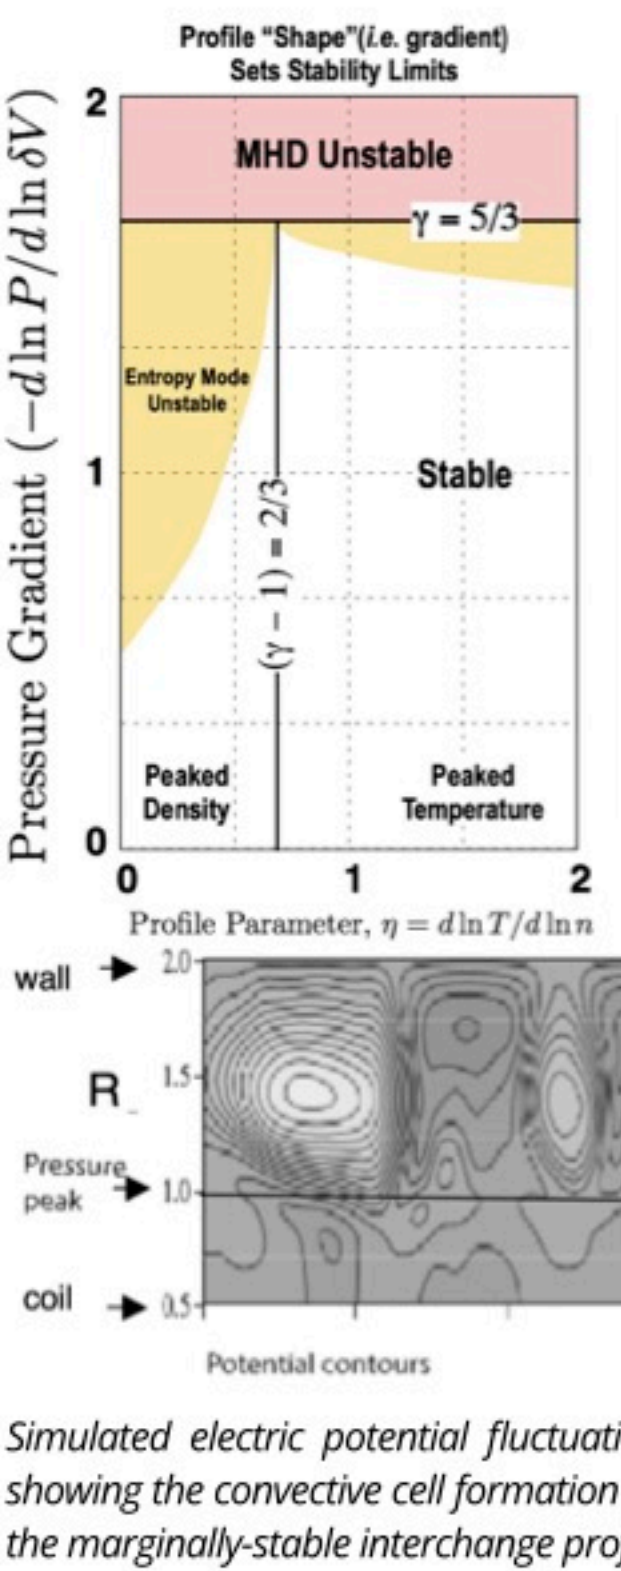 Profile “Shape”(i.e. gradient)
Sets Stability Limits
Pressure Gradient (−d ln P/d ln δV)
2
MHD Unstable
γ = 5/3
Entropy Mode
Unstable
1
Stable
(γ − 1) = 2/3
Peaked
Density
Peaked
Temperature
0
0 1 2
Profile Parameter, η = d ln T/d ln n
wall
2.0
R
1.5
Pressure
peak
1.0
coil
0.5
Potential contours
Simulated electric potential fluctuati
showing the convective cell formation
the marginally-stable interchange pro